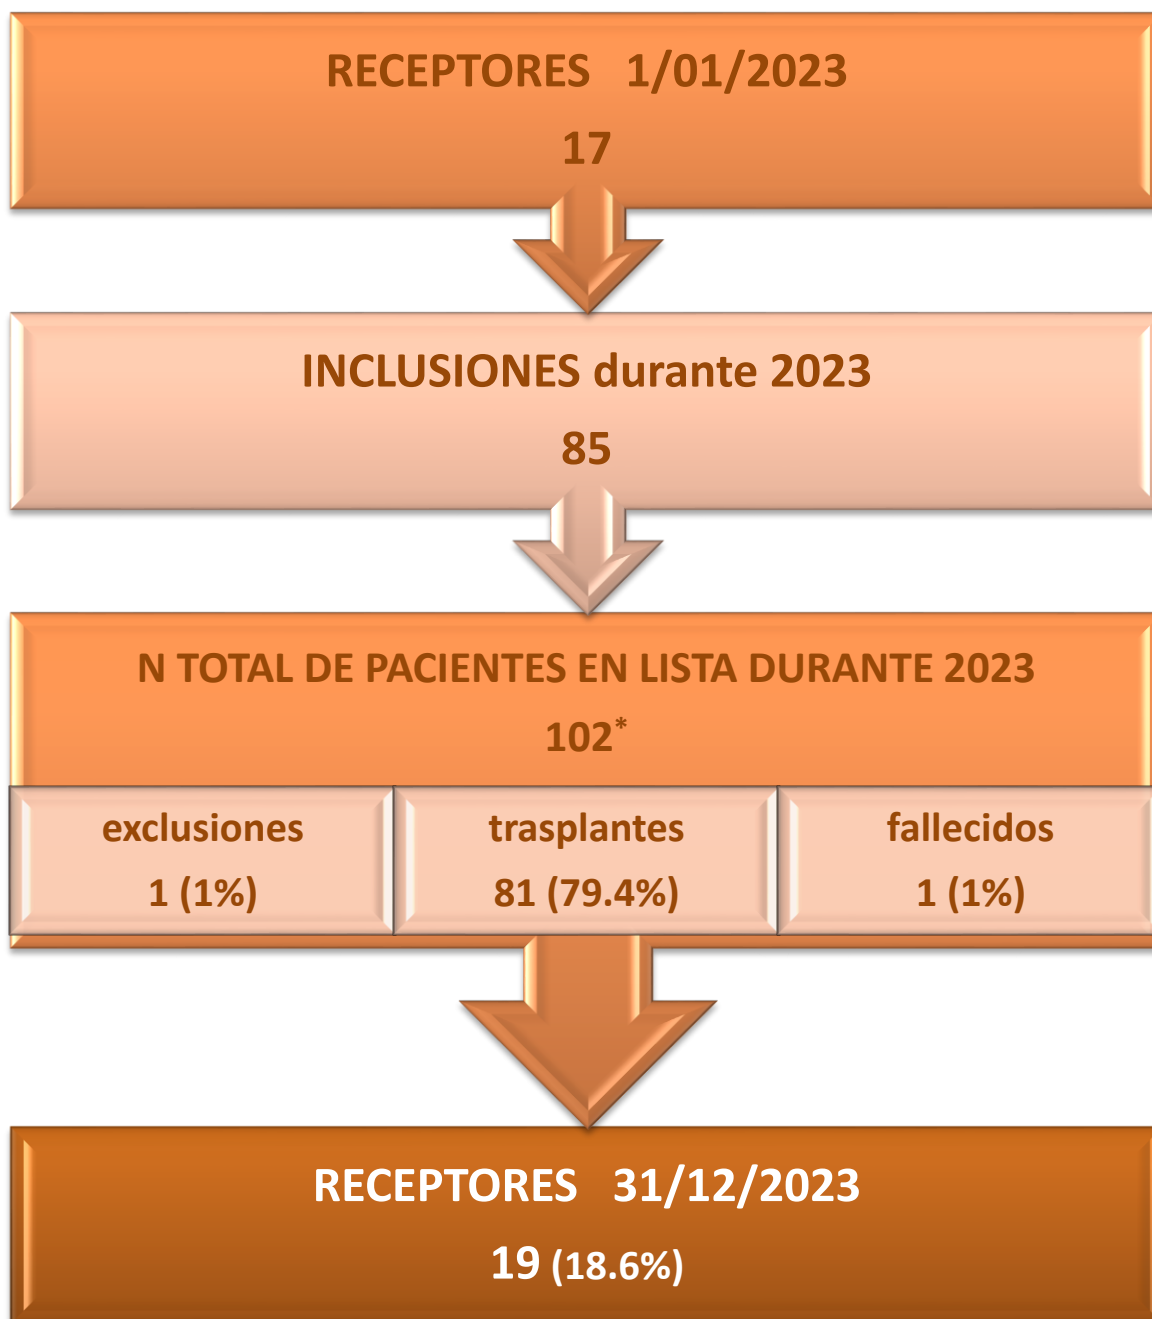 RECEPTORES 1/01/2023
17
INCLUSIONES durante 2023
85
N TOTAL DE PACIENTES EN LISTA DURANTE 2023
102*
exclusiones
1 (1%)
trasplantes
81 (79.4%)
fallecidos
1 (1%)
RECEPTORES 31/12/2023
19 (18.6%)